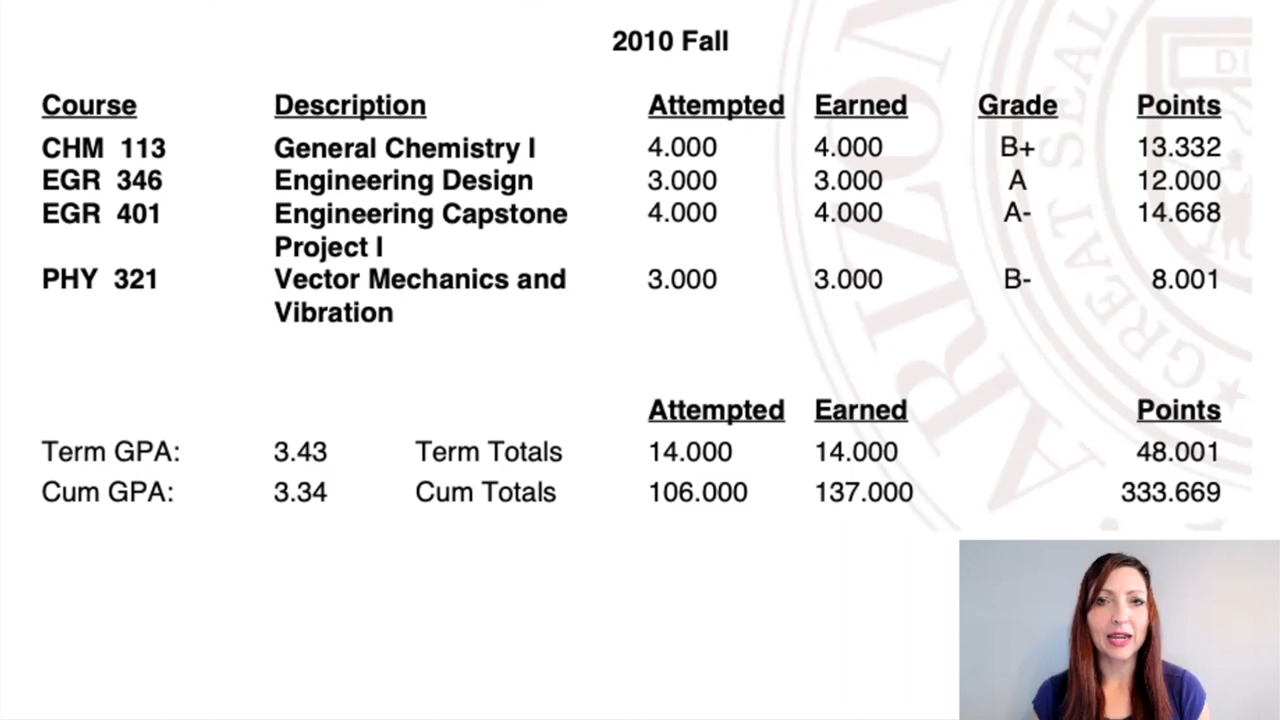 2010 Fall
Course Description Attempted Earned Grade Points
CHM 113 General Chemistry I 4.000 4.000 B+ 13.332
EGR 346 Engineering Design 3.000 3.000 A 12.000
EGR 401 Engineering Capstone 4.000 4.000 A- 14.668
Project I
PHY 321 Vector Mechanics and 3.000 3.000 B- 8.001
Vibration
Attempted Earned Points
Term GPA: 3.43 Term Totals 14.000 14.000 48.001
Cum GPA: 3.34 Cum Totals 106.000 137.000 333.669
ARIZON
GREAT SEAL
DI